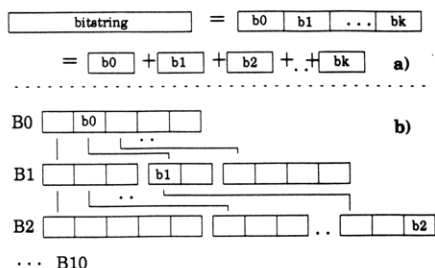 bitstring = b0 b1 ... bk
= b0 + b1 + b2 + .. + bk a)
B0 b0 .. b)
B1 b1
..
B2 .. b2
... B10